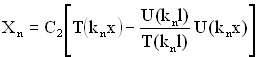 Xₙ = C₂[T(kₙx) − U(kₙl)/T(kₙl) U(kₙx)]